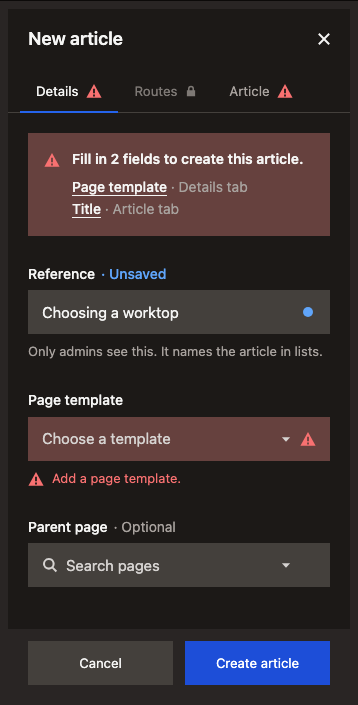 New article
Details
Routes
Article
Fill in 2 fields to create this article.
Page template · Details tab
Title · Article tab
Reference · Unsaved
Choosing a worktop
Only admins see this. It names the article in lists.
Page template
Choose a template
Add a page template.
Parent page · Optional
Search pages
Cancel
Create article